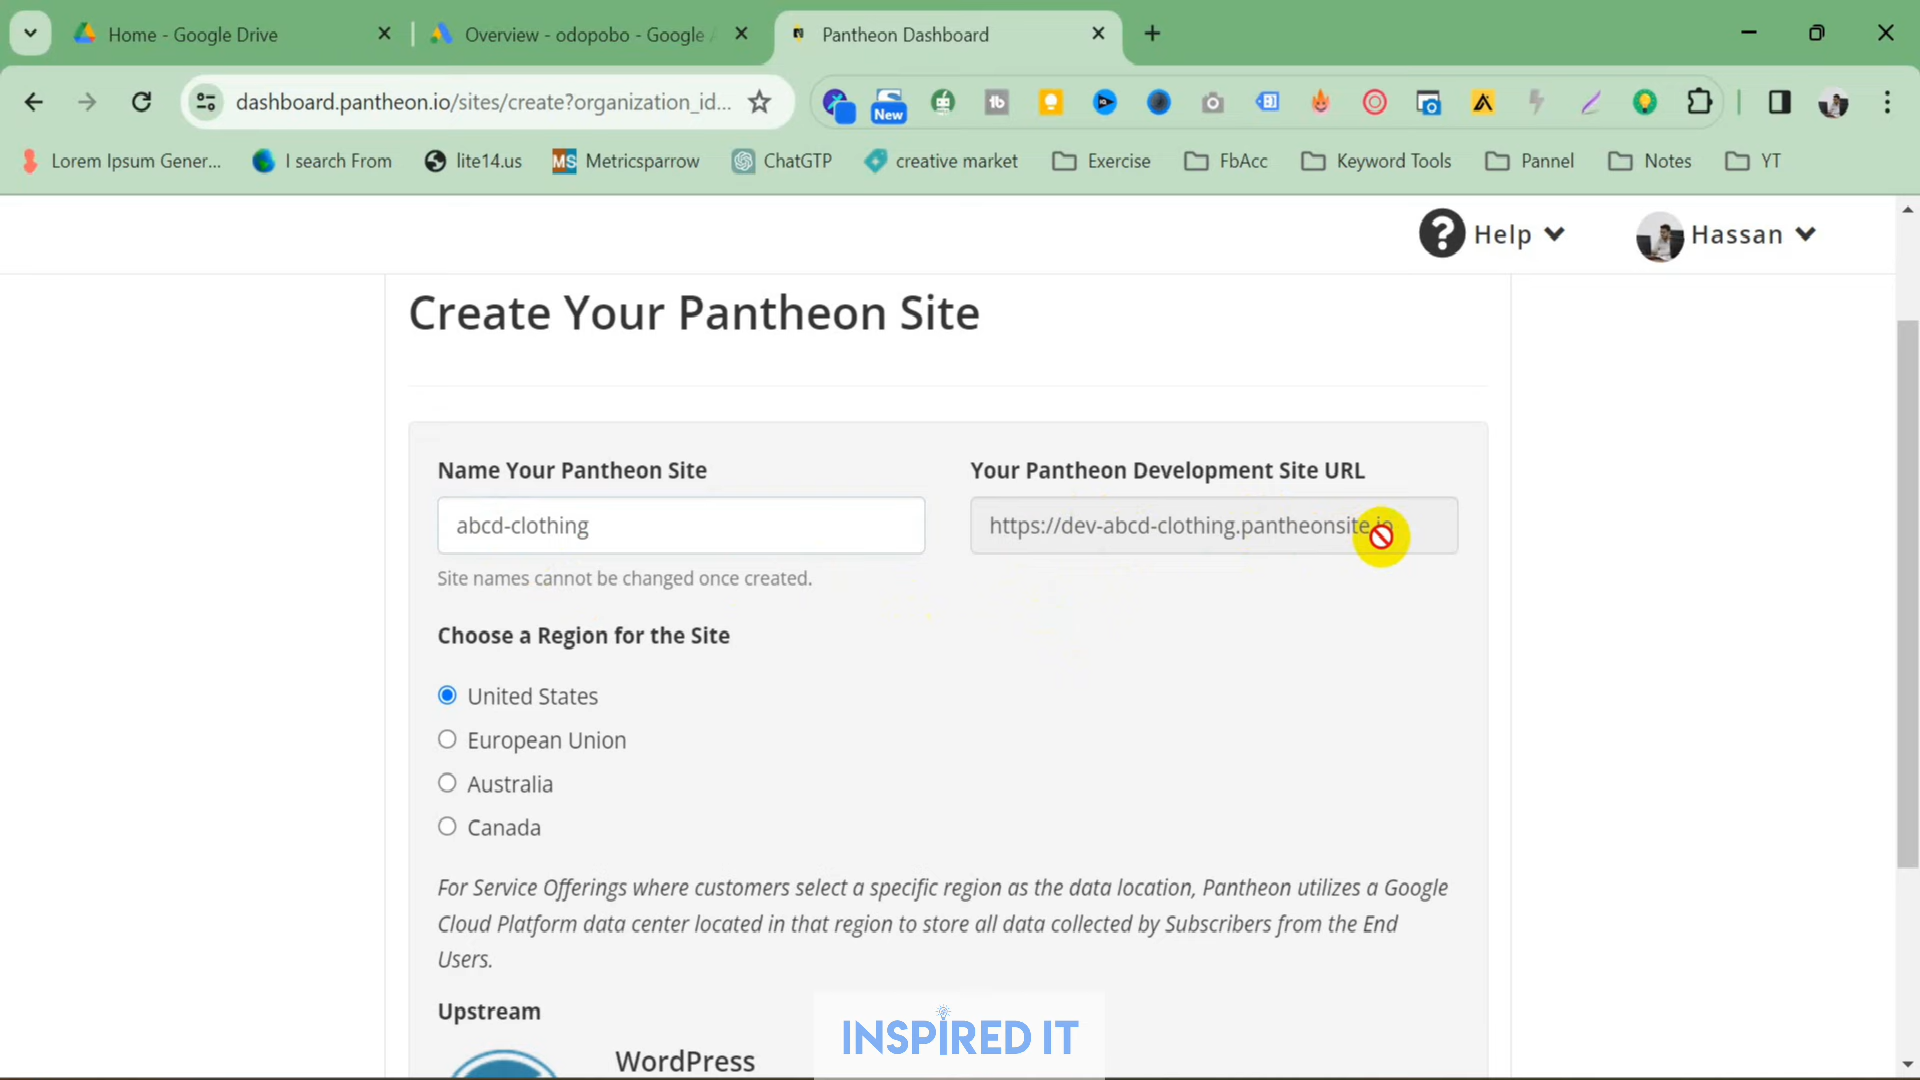 Home - Google Drive
Overview - odopobo - Google
Pantheon Dashboard
dashboard.pantheon.io/sites/create?organization_id...
New
Lorem Ipsum Gener...
I search From
lite14.us
MS
Metricsparrow
ChatGTP
creative market
Exercise
FbAcc
Keyword Tools
Pannel
Notes
YT
Help
Hassan
Create Your Pantheon Site
Name Your Pantheon Site
Your Pantheon Development Site URL
abcd-clothing
https://dev-abcd-clothing.pantheonsite.io
Site names cannot be changed once created.
Choose a Region for the Site
United States
European Union
Australia
Canada
For Service Offerings where customers select a specific region as the data location, Pantheon utilizes a Google
Cloud Platform data center located in that region to store all data collected by Subscribers from the End
Users.
Upstream
WordPress
INSPIRED IT